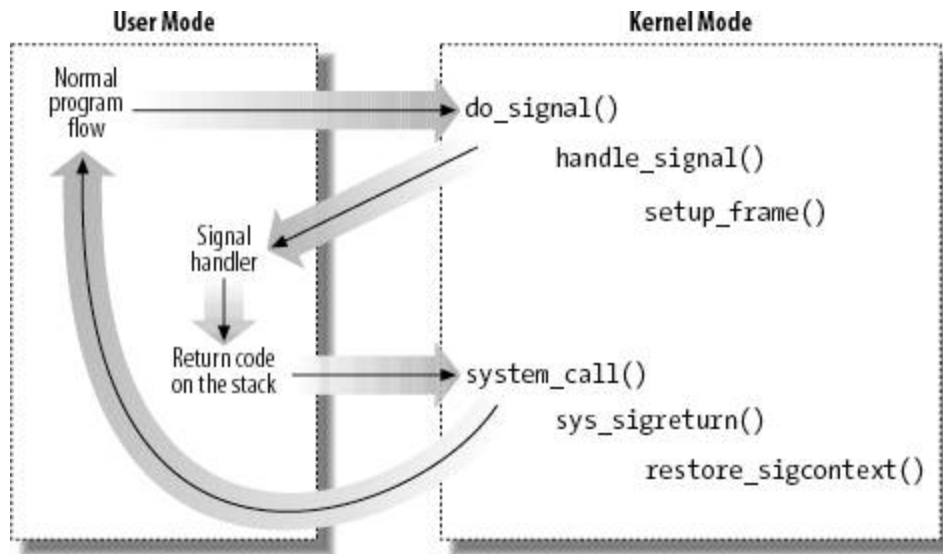 User Mode
Kernel Mode
Normal
program
flow
do_signal()
handle_signal()
setup_frame()
Signal
handler
Return code
on the stack
system_call()
sys_sigreturn()
restore_sigcontext()